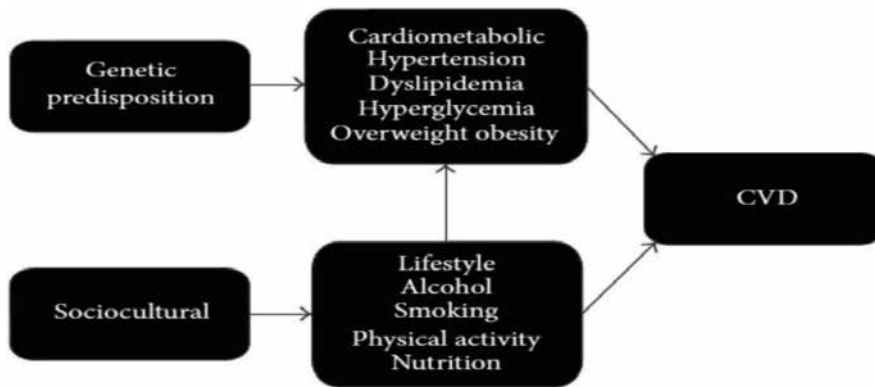 Genetic
predisposition
Cardiometabolic
Hypertension
Dyslipidemia
Hyperglycemia
Overweight obesity
CVD
Sociocultural
Lifestyle
Alcohol
Smoking
Physical activity
Nutrition